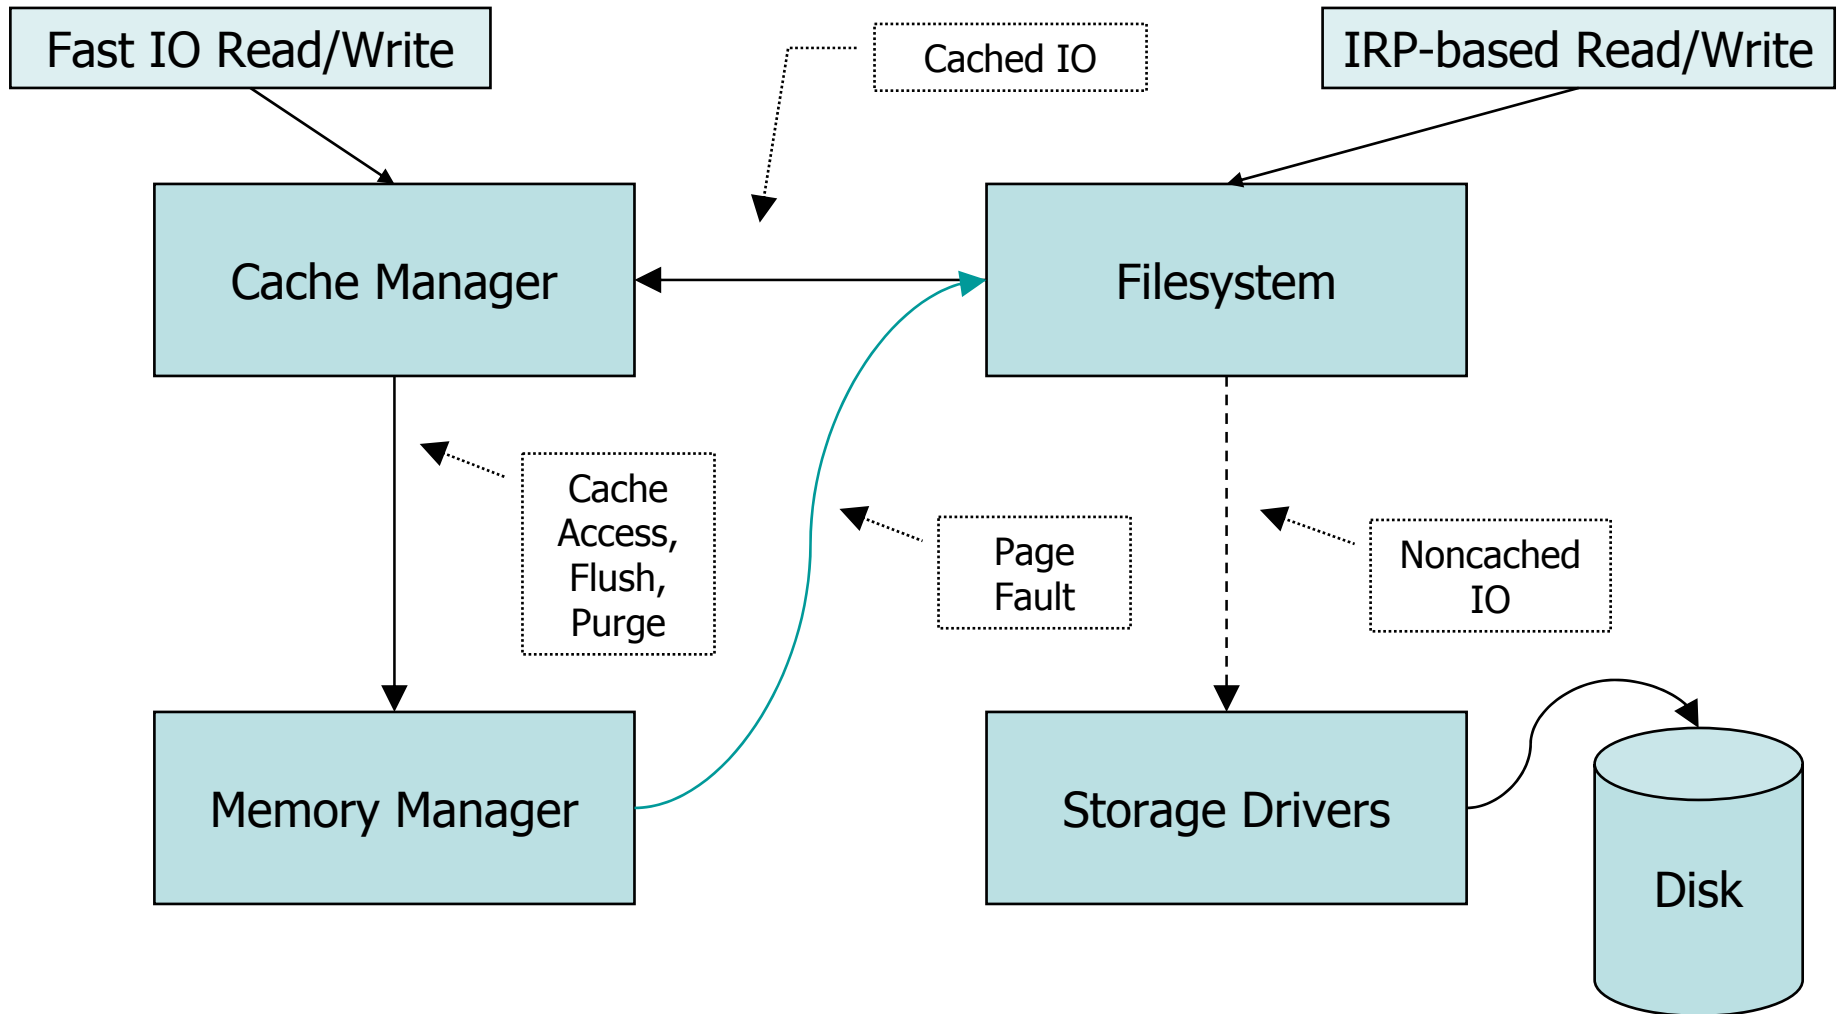 Fast IO Read/Write
Cached IO
IRP-based Read/Write
Cache Manager
Filesystem
Cache
Access,
Flush,
Purge
Page
Fault
Noncached
IO
Memory Manager
Storage Drivers
Disk